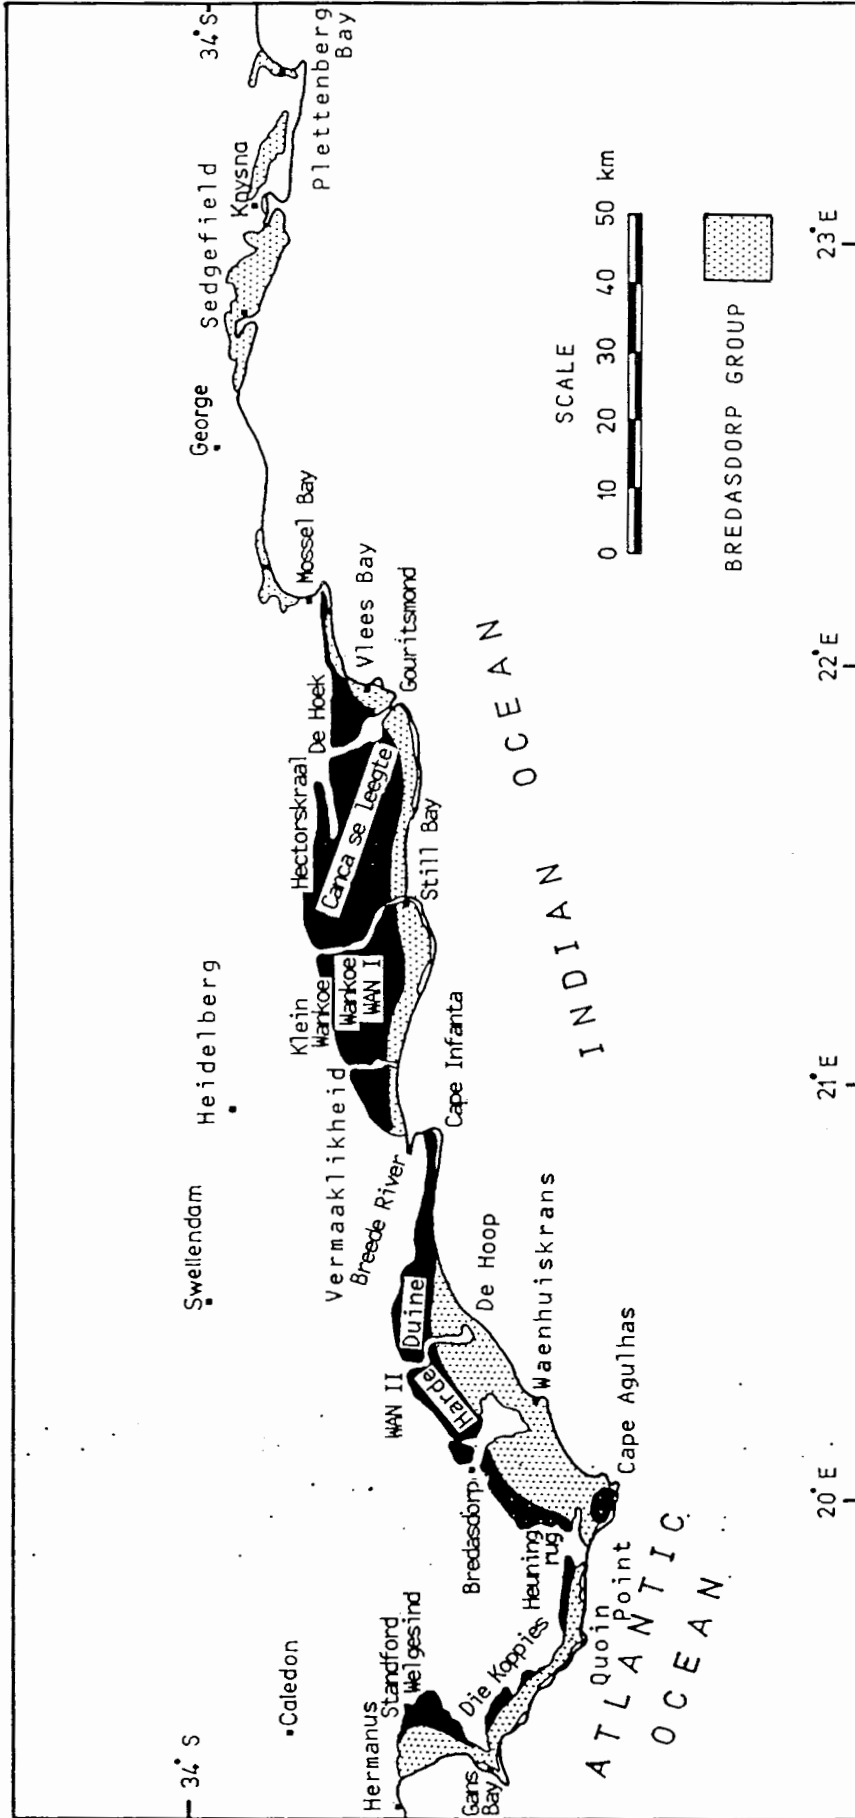 34°S
34°S
Plettenberg
Bay
Knysna
Sedgefield
George
Mossel Bay
Vlees Bay
Gouritsmond
De Hoek
Hectorskraal
Canca se leegte
Still Bay
Klein
Wankoe
Wankoe
WAN I
Heidelberg
Vermaaklikheid
Cape Infanta
Breede River
Swellendam
Duine
De Hoop
WAN II
Harde
Waenhuiskrans
Cape Agulhas
Bredasdorp
Heuning
rug
Quoin
Point
Die Koppies
Caledon
Standford
Welgesind
Hermanus
Gans
Bay
ATLANTIC
OCEAN
INDIAN OCEAN
SCALE
0 10 20 30 40 50 km
BREDASDORP GROUP
20°E
21°E
22°E
23°E